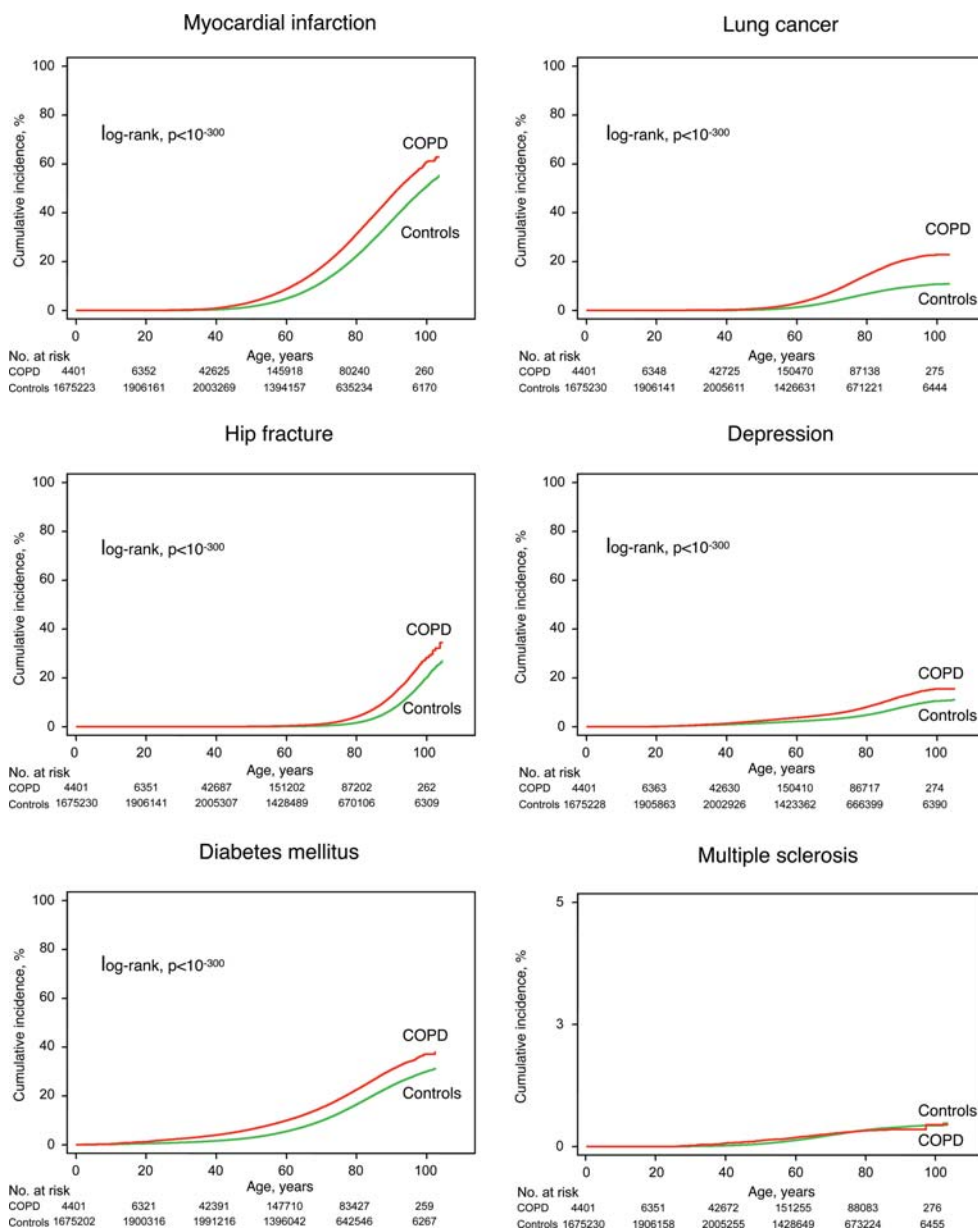 Myocardial infarction
100
80
60
40
20
0
Cumulative incidence, %
log-rank, p<10-300
COPD
Controls
0 20 40 60 80 100
Age, years
No. at risk
COPD 4401 6352 42625 145918 80240 260
Controls 1675223 1906161 2003269 1394157 635234 6170
Lung cancer
100
80
60
40
20
0
Cumulative incidence, %
log-rank, p<10-300
COPD
Controls
0 20 40 60 80 100
Age, years
No. at risk
COPD 4401 6348 42725 150470 87138 275
Controls 1675230 1906141 2005611 1426631 671221 6444
Hip fracture
100
80
60
40
20
0
Cumulative incidence, %
log-rank, p<10-300
COPD
Controls
0 20 40 60 80 100
Age, years
No. at risk
COPD 4401 6351 42687 151202 87202 262
Controls 1675230 1906141 2005307 1428489 670106 6309
Depression
100
80
60
40
20
0
Cumulative incidence, %
log-rank, p<10-300
COPD
Controls
0 20 40 60 80 100
Age, years
No. at risk
COPD 4401 6363 42630 150410 86717 274
Controls 1675228 1905863 2002926 1423362 666399 6390
Diabetes mellitus
100
80
60
40
20
0
Cumulative incidence, %
log-rank, p<10-300
COPD
Controls
0 20 40 60 80 100
Age, years
No. at risk
COPD 4401 6321 42391 147710 83427 259
Controls 1675202 1900316 1991216 1396042 642546 6267
Multiple sclerosis
5
3
0
Cumulative incidence, %
Controls
COPD
0 20 40 60 80 100
Age, years
No. at risk
COPD 4401 6351 42672 151255 88083 276
Controls 1675230 1906158 2005255 1428649 673224 6455